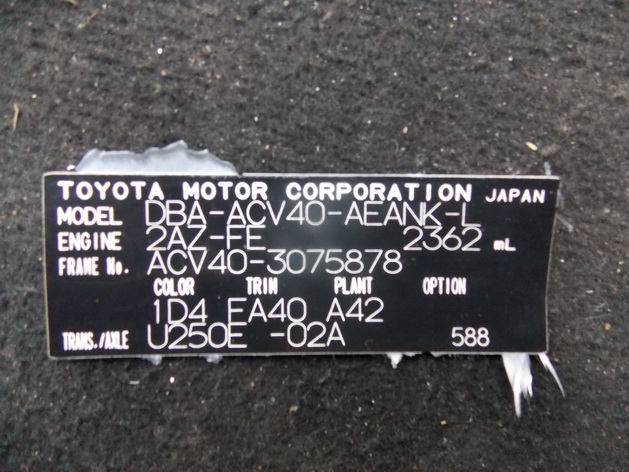 TOYOTA MOTOR CORPORATION JAPAN
MODEL DBA-ACV40-AEANK-L
ENGINE 2AZ-FE 2362 mL
FRAME No. ACV40-3075878
COLOR TRIM PLANT OPTION
1D4 FA40 A42
TRANS./AXLE U250E -02A 588